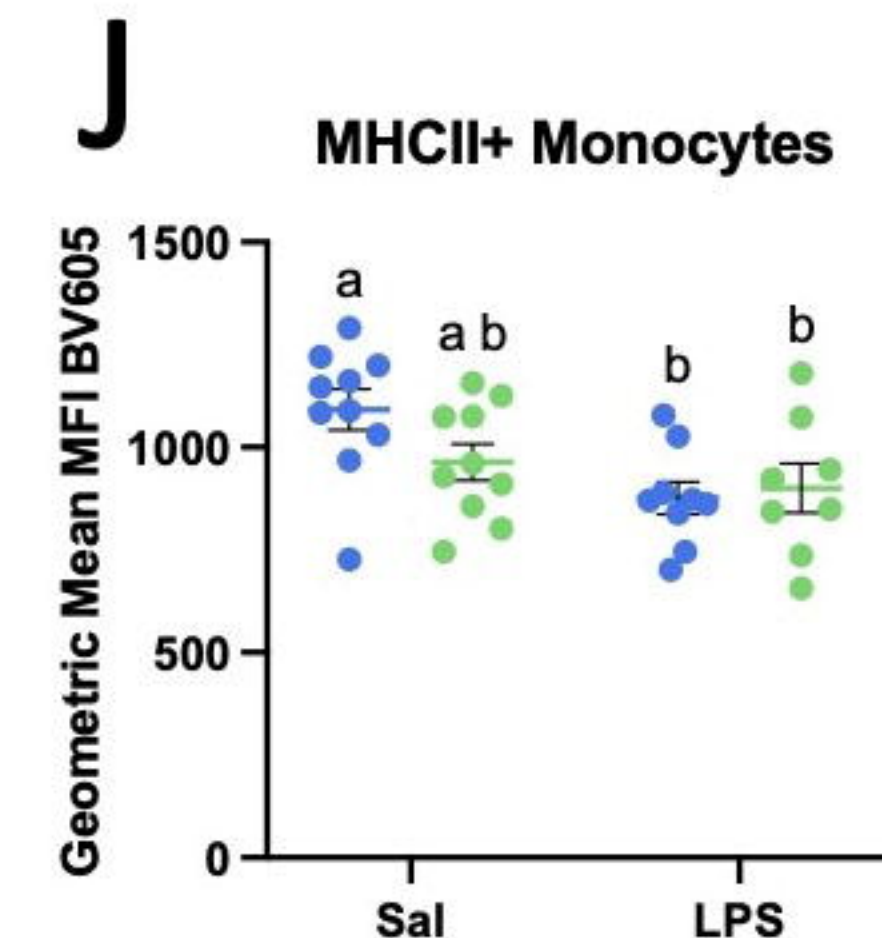 J
MHCII+ Monocytes
Geometric Mean MFI BV605
1500
1000
500
0
a
a b
b
b
Sal
LPS